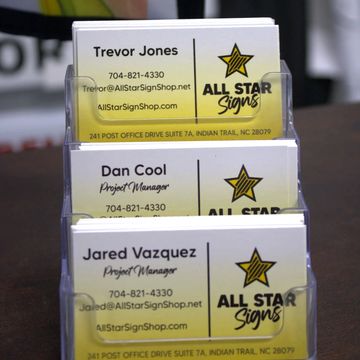 Trevor Jones
704-821-4330
Trevor@AllStarSignShop.net
AllStarSignShop.com
ALL STAR
Signs
241 POST OFFICE DRIVE SUITE 7A, INDIAN TRAIL, NC 28079
Dan Cool
Project Manager
704-821-4330
ALL STAR
Jared Vazquez
Project Manager
704-821-4330
Jared@AllStarSignShop.net
AllStarSignShop.com
ALL STAR
Signs
241 POST OFFICE DRIVE SUITE 7A, INDIAN TRAIL, NC 28079